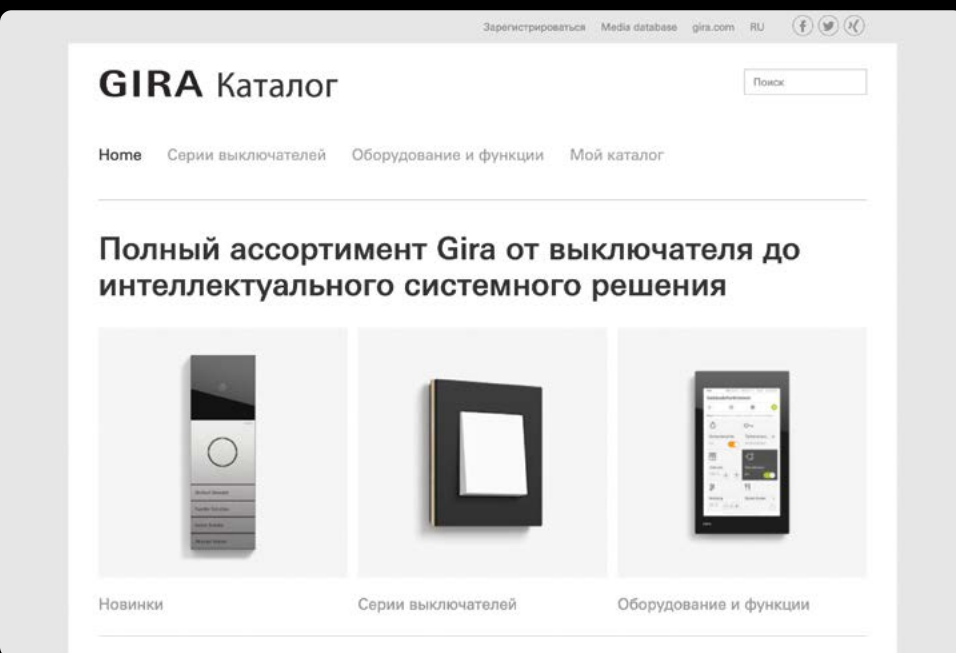 Зарегистрироваться Media database gira.com RU
GIRA Каталог
Поиск
Home Серии выключателей Оборудование и функции Мой каталог
Полный ассортимент Gira от выключателя до
интеллектуального системного решения
Новинки Серии выключателей Оборудование и функции